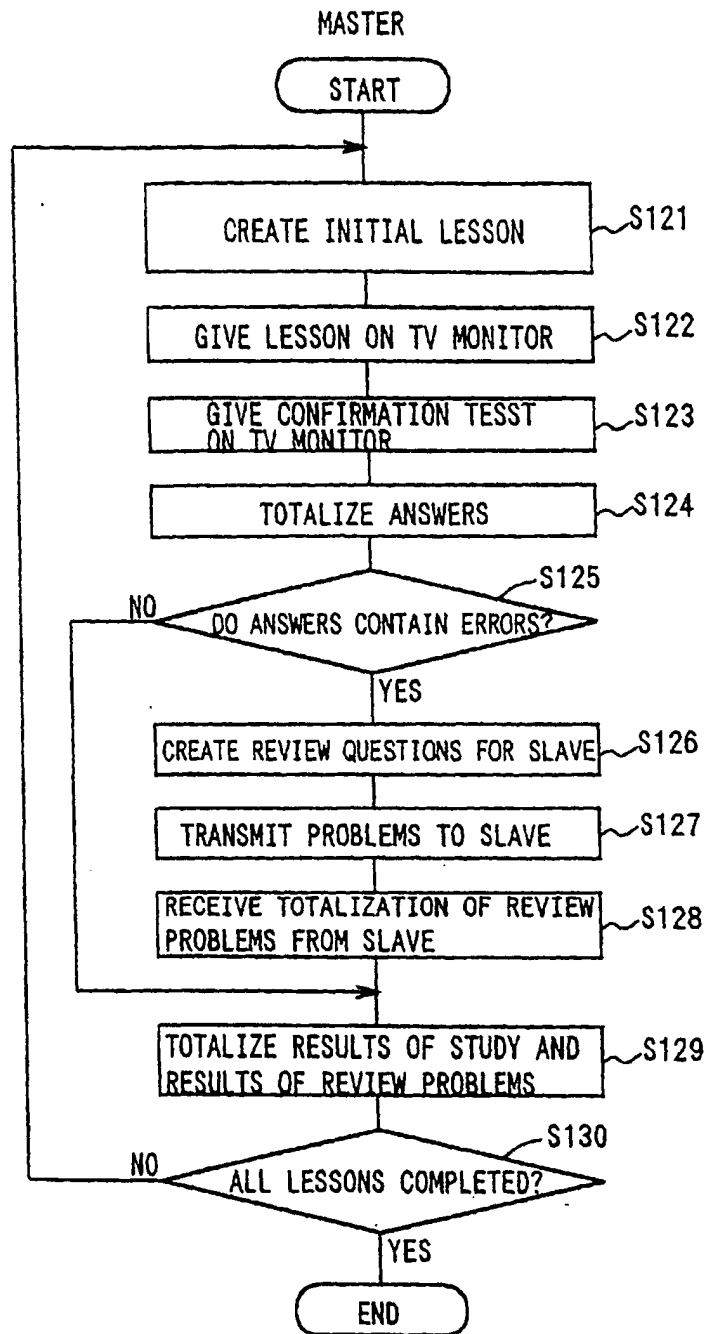 MASTER
START
CREATE INITIAL LESSON
S121
GIVE LESSON ON TV MONITOR
S122
GIVE CONFIRMATION TESST
ON TV MONITOR
S123
TOTALIZE ANSWERS
S124
S125
NO
DO ANSWERS CONTAIN ERRORS?
YES
CREATE REVIEW QUESTIONS FOR SLAVE
S126
TRANSMIT PROBLEMS TO SLAVE
S127
RECEIVE TOTALIZATION OF REVIEW
PROBLEMS FROM SLAVE
S128
TOTALIZE RESULTS OF STUDY AND
RESULTS OF REVIEW PROBLEMS
S129
S130
NO
ALL LESSONS COMPLETED?
YES
END